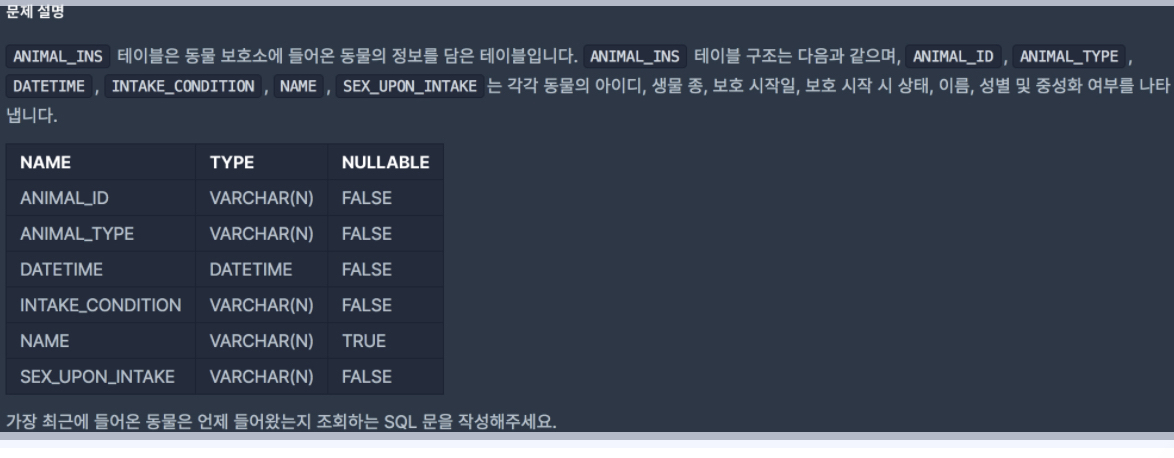 문제 설명
ANIMAL_INS 테이블은 동물 보호소에 들어온 동물의 정보를 담은 테이블입니다. ANIMAL_INS 테이블 구조는 다음과 같으며, ANIMAL_ID , ANIMAL_TYPE ,
DATETIME , INTAKE_CONDITION , NAME , SEX_UPON_INTAKE 는 각각 동물의 아이디, 생물 종, 보호 시작일, 보호 시작 시 상태, 이름, 성별 및 중성화 여부를 나타
냅니다.
NAME TYPE NULLABLE
ANIMAL_ID VARCHAR(N) FALSE
ANIMAL_TYPE VARCHAR(N) FALSE
DATETIME DATETIME FALSE
INTAKE_CONDITION VARCHAR(N) FALSE
NAME VARCHAR(N) TRUE
SEX_UPON_INTAKE VARCHAR(N) FALSE
가장 최근에 들어온 동물은 언제 들어왔는지 조회하는 SQL 문을 작성해주세요.